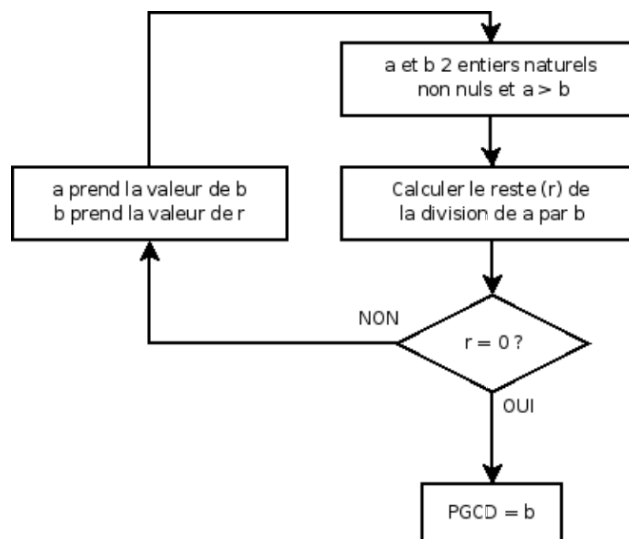 a et b 2 entiers naturels
non nuls et a > b
a prend la valeur de b
b prend la valeur de r
Calculer le reste (r) de
la division de a par b
NON
r = 0 ?
OUI
PGCD = b